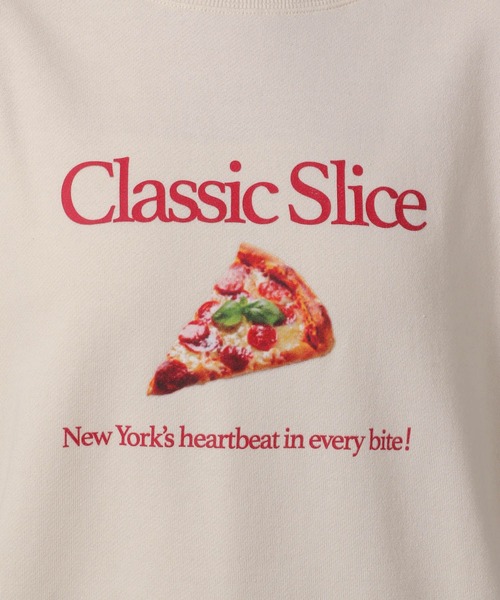 Classic Slice
New York's heartbeat in every bite!